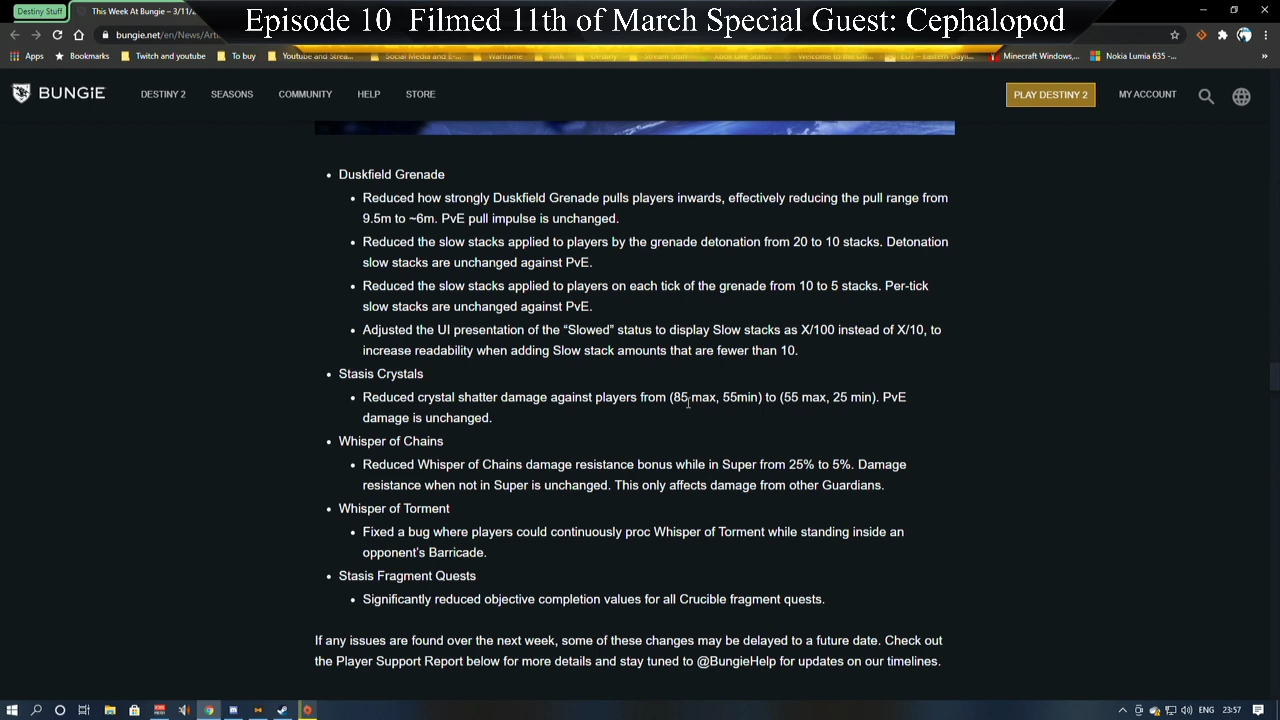 Episode 10  Filmed 11th of March Special Guest: Cephalopod
Destiny Stuff
This Week At Bungie – 3/11/2
bungie.net/en/News/Arti
Apps
Bookmarks
Twitch and youtube
To buy
Youtube and Strea...
Social Media and E-...
Warframe
Destiny
Stream Stuff
Xbox Live Status
Minecraft Windows,...
Nokia Lumia 635 -...
BUNGIE
DESTINY 2
SEASONS
COMMUNITY
HELP
STORE
PLAY DESTINY 2
MY ACCOUNT
• Duskfield Grenade
• Reduced how strongly Duskfield Grenade pulls players inwards, effectively reducing the pull range from
9.5m to ~6m. PvE pull impulse is unchanged.
• Reduced the slow stacks applied to players by the grenade detonation from 20 to 10 stacks. Detonation
slow stacks are unchanged against PvE.
• Reduced the slow stacks applied to players on each tick of the grenade from 10 to 5 stacks. Per-tick
slow stacks are unchanged against PvE.
• Adjusted the UI presentation of the “Slowed” status to display Slow stacks as X/100 instead of X/10, to
increase readability when adding Slow stack amounts that are fewer than 10.
• Stasis Crystals
• Reduced crystal shatter damage against players from (85 max, 55min) to (55 max, 25 min). PvE
damage is unchanged.
• Whisper of Chains
• Reduced Whisper of Chains damage resistance bonus while in Super from 25% to 5%. Damage
resistance when not in Super is unchanged. This only affects damage from other Guardians.
• Whisper of Torment
• Fixed a bug where players could continuously proc Whisper of Torment while standing inside an
opponent’s Barricade.
• Stasis Fragment Quests
• Significantly reduced objective completion values for all Crucible fragment quests.
If any issues are found over the next week, some of these changes may be delayed to a future date. Check out
the Player Support Report below for more details and stay tuned to @BungieHelp for updates on our timelines.
ENG
23:57